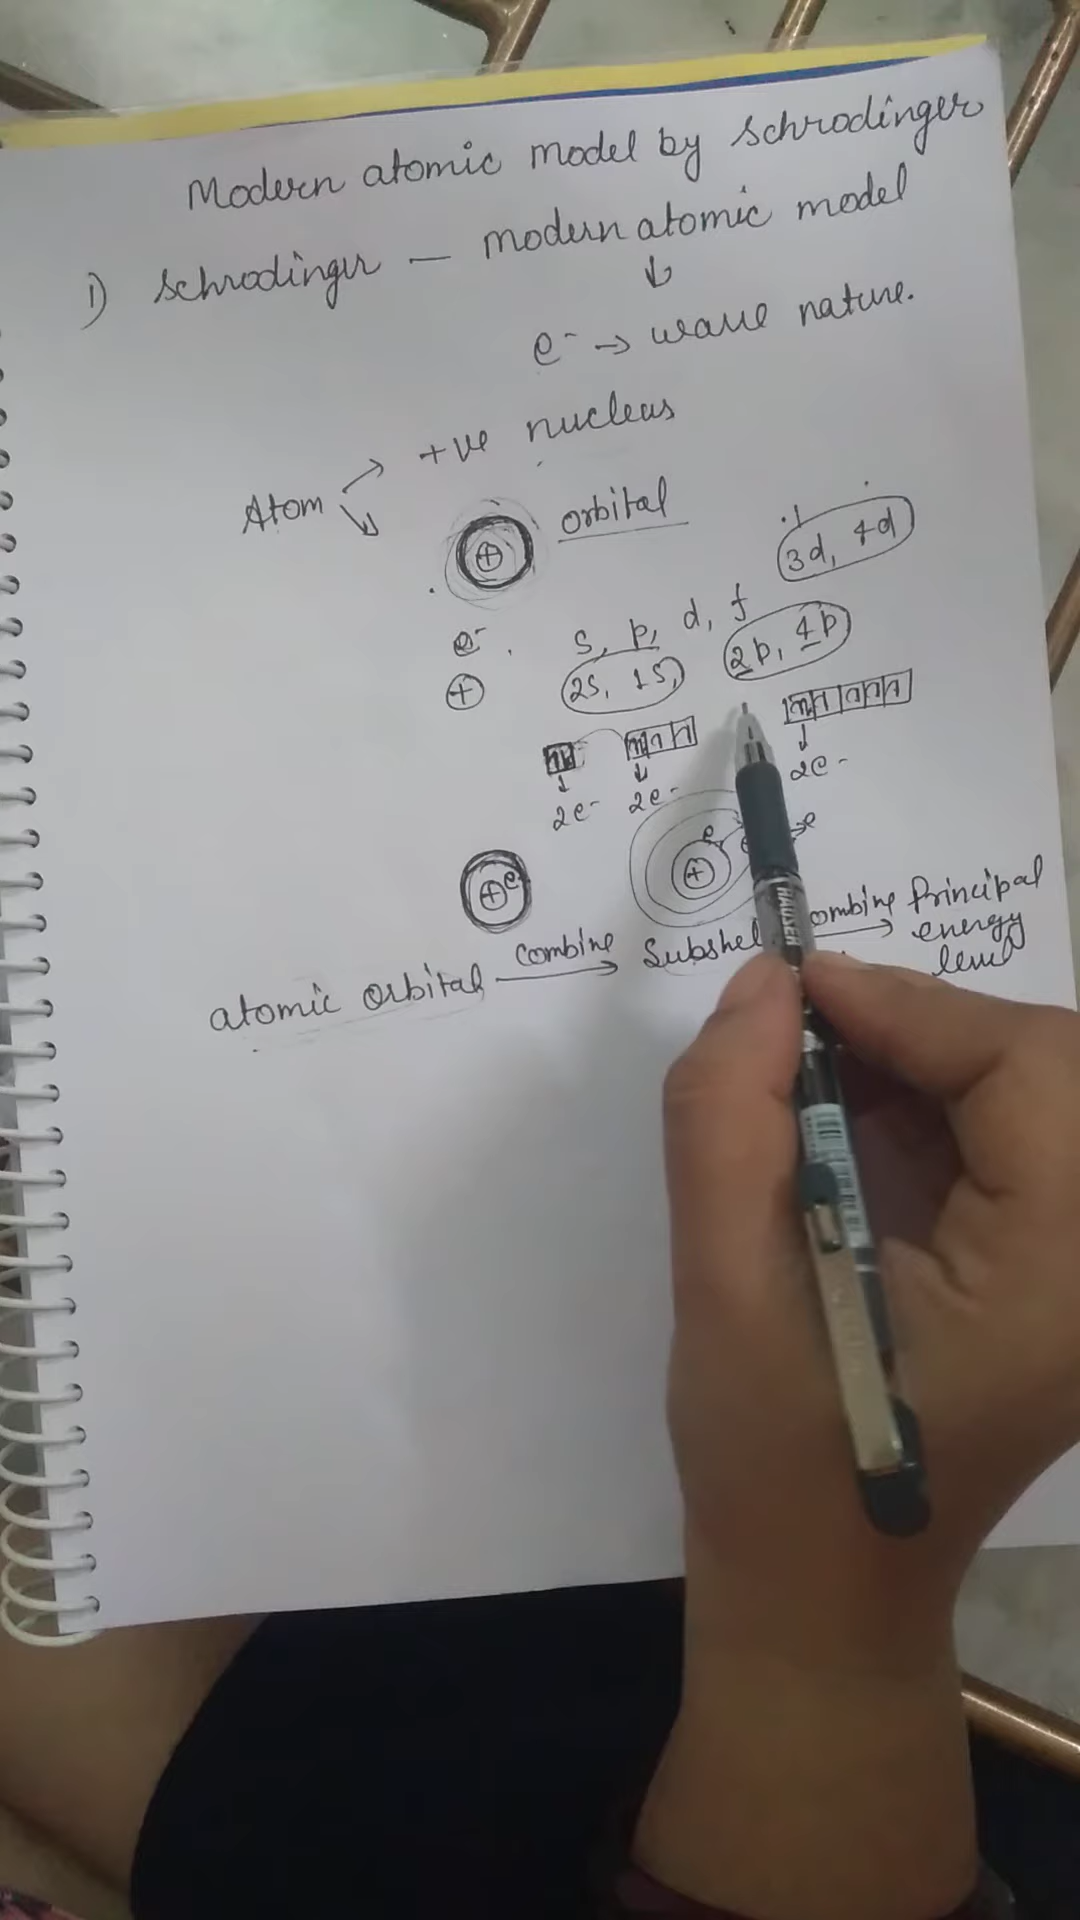 Modern atomic model by Schrodinger
1) Schrodinger — modern atomic model
↓
e⁻ → wave nature.
Atom → +ve nucleus
+ orbital
3d, 4d
e⁻ s, p, d, f
+ 2s, 1s, 2p, 4p
2e⁻ 2e⁻ 2e⁻
+ e + e e
atomic orbital combine → Subshel combine → Principal
energy
level
HAUSER